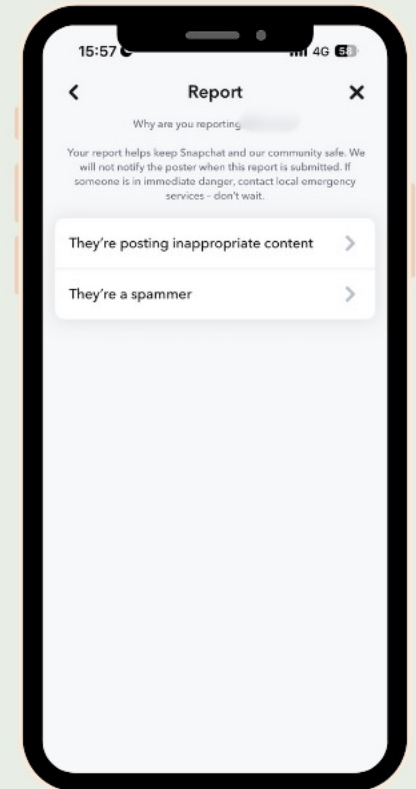 15:57 4G 53
Report
Why are you reporting
Your report helps keep Snapchat and our community safe. We
will not notify the poster when this report is submitted. If
someone is in immediate danger, contact local emergency
services – don't wait.
They're posting inappropriate content
They're a spammer